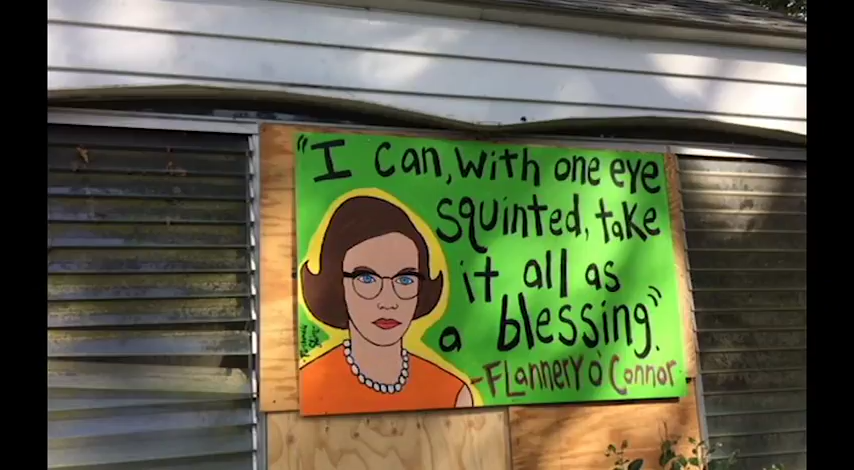 "I can, with one eye
squinted, take
it all as
a blessing".
-FLannerY O'Connor